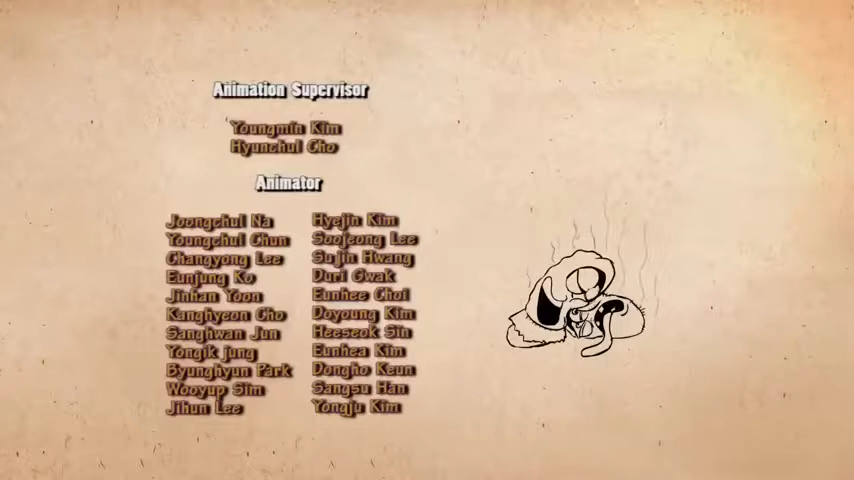 Animation Supervisor
Youngmin Kim
Hyunchul Cho
Animator
Joongchul Na
Youngchul Chun
Changyong Lee
Eunjung Ko
Jinhan Yoon
Kanghyeon Cho
Sanghwan Jun
Yongik jung
Byunghyun Park
Wooyup Sim
Jihun Lee
Hyejin Kim
Soojeong Lee
Sujin Hwang
Duri Gwak
Eunhee Choi
Doyoung Kim
Heeseok Sin
Eunhea Kim
Dongho Keun
Sangsu Han
Yongju Kim